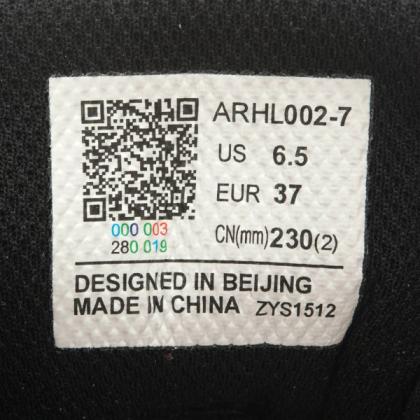 ARHL002-7
US 6.5
EUR 37
CN(mm)230(2)
000 003
280 019
DESIGNED IN BEIJING
MADE IN CHINA ZYS1512